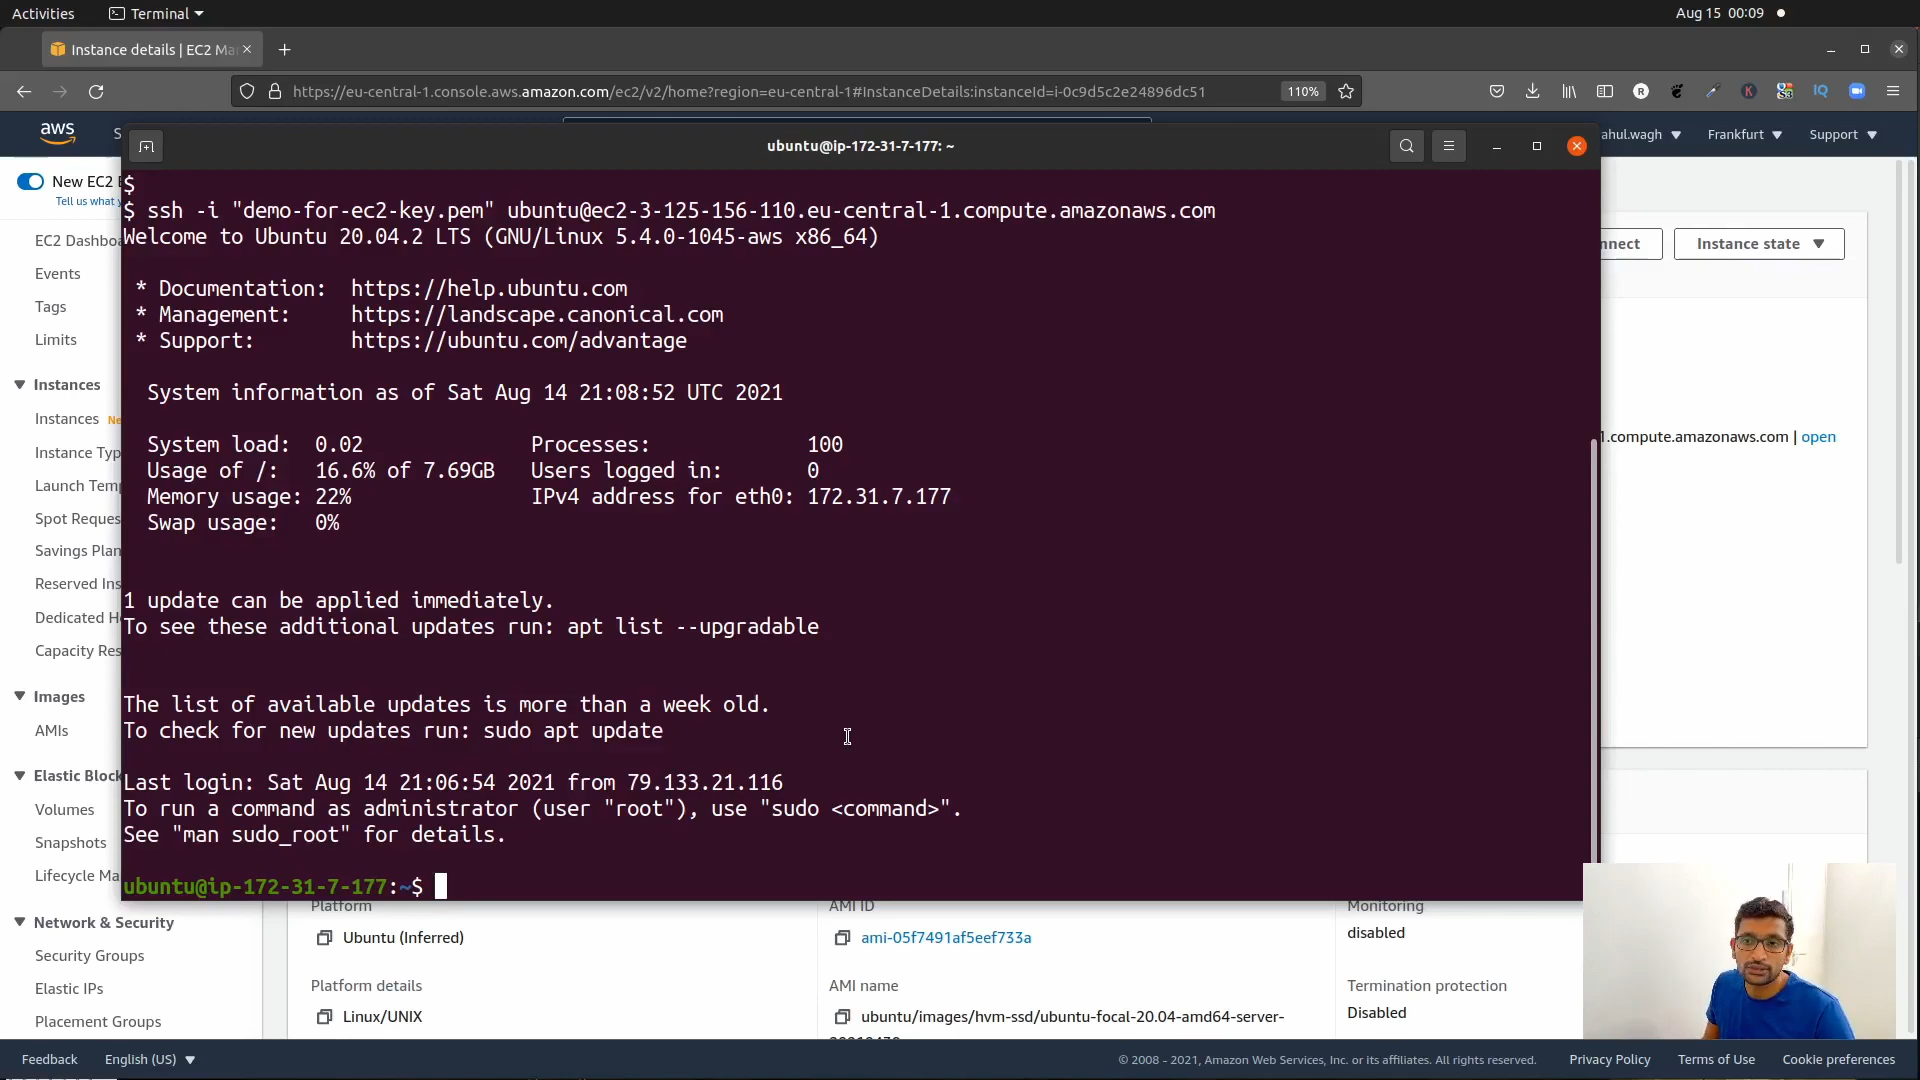 Activities
Terminal
Aug 15 00:09
Instance details | EC2 Ma
https://eu-central-1.console.aws.amazon.com/ec2/v2/home?region=eu-central-1#InstanceDetails:instanceId=i-0c9d5c2e24896dc51
110%
aws
S
ahul.wagh
Frankfurt
Support
ubuntu@ip-172-31-7-177: ~
New EC2 E
Tell us what y
EC2 Dashboa
Events
Tags
Limits
Instances
Instances Ne
Instance Typ
Launch Temp
Spot Reques
Savings Plan
Reserved Ins
Dedicated H
Capacity Res
Images
AMIs
Elastic Block
Volumes
Snapshots
Lifecycle Ma
Network & Security
Security Groups
Elastic IPs
Placement Groups
$
$ ssh -i "demo-for-ec2-key.pem" ubuntu@ec2-3-125-156-110.eu-central-1.compute.amazonaws.com
Welcome to Ubuntu 20.04.2 LTS (GNU/Linux 5.4.0-1045-aws x86_64)
* Documentation: https://help.ubuntu.com
* Management: https://landscape.canonical.com
* Support: https://ubuntu.com/advantage
System information as of Sat Aug 14 21:08:52 UTC 2021
System load: 0.02 Processes: 100
Usage of /: 16.6% of 7.69GB Users logged in: 0
Memory usage: 22% IPv4 address for eth0: 172.31.7.177
Swap usage: 0%
1 update can be applied immediately.
To see these additional updates run: apt list --upgradable
The list of available updates is more than a week old.
To check for new updates run: sudo apt update
Last login: Sat Aug 14 21:06:54 2021 from 79.133.21.116
To run a command as administrator (user "root"), use "sudo <command>".
See "man sudo_root" for details.
ubuntu@ip-172-31-7-177:~$
nnect
Instance state
1.compute.amazonaws.com | open
Platform
Ubuntu (Inferred)
AMI ID
ami-05f7491af5eef733a
Monitoring
disabled
Platform details
Linux/UNIX
AMI name
ubuntu/images/hvm-ssd/ubuntu-focal-20.04-amd64-server-
Termination protection
Disabled
Feedback
English (US)
© 2008 - 2021, Amazon Web Services, Inc. or its affiliates. All rights reserved.
Privacy Policy
Terms of Use
Cookie preferences